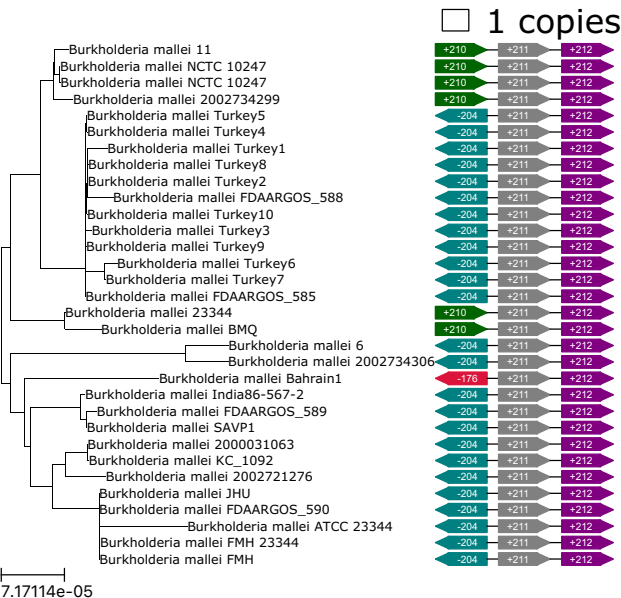 1 copies
Burkholderia mallei 11 +210 +211 +212
Burkholderia mallei NCTC 10247 +210 +211 +212
Burkholderia mallei NCTC 10247 +210 +211 +212
Burkholderia mallei 2002734299 +210 +211 +212
Burkholderia mallei Turkey5 -204 +211 +212
Burkholderia mallei Turkey4 -204 +211 +212
Burkholderia mallei Turkey1 -204 +211 +212
Burkholderia mallei Turkey8 -204 +211 +212
Burkholderia mallei Turkey2 -204 +211 +212
Burkholderia mallei FDAARGOS_588 -204 +211 +212
Burkholderia mallei Turkey10 -204 +211 +212
Burkholderia mallei Turkey3 -204 +211 +212
Burkholderia mallei Turkey9 -204 +211 +212
Burkholderia mallei Turkey6 -204 +211 +212
Burkholderia mallei Turkey7 -204 +211 +212
Burkholderia mallei FDAARGOS_585 -204 +211 +212
Burkholderia mallei 23344 +210 +211 +212
Burkholderia mallei BMQ +210 +211 +212
Burkholderia mallei 6 -204 +211 +212
Burkholderia mallei 2002734306 -204 +211 +212
Burkholderia mallei Bahrain1 -176 +211 +212
Burkholderia mallei India86-567-2 -204 +211 +212
Burkholderia mallei FDAARGOS_589 -204 +211 +212
Burkholderia mallei SAVP1 -204 +211 +212
Burkholderia mallei 2000031063 -204 +211 +212
Burkholderia mallei KC_1092 -204 +211 +212
Burkholderia mallei 2002721276 -204 +211 +212
Burkholderia mallei JHU -204 +211 +212
Burkholderia mallei FDAARGOS_590 -204 +211 +212
Burkholderia mallei ATCC 23344 -204 +211 +212
Burkholderia mallei FMH 23344 -204 +211 +212
Burkholderia mallei FMH -204 +211 +212
7.17114e-05